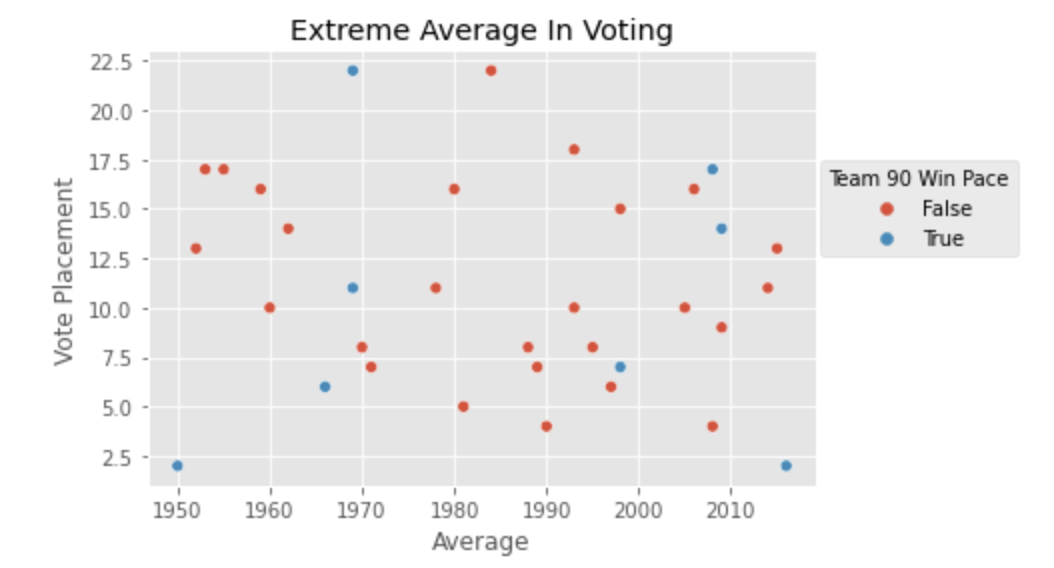 Extreme Average In Voting
22.5
20.0
17.5
15.0
12.5
10.0
7.5
5.0
2.5
Vote Placement
1950 1960 1970 1980 1990 2000 2010
Average
Team 90 Win Pace
False
True